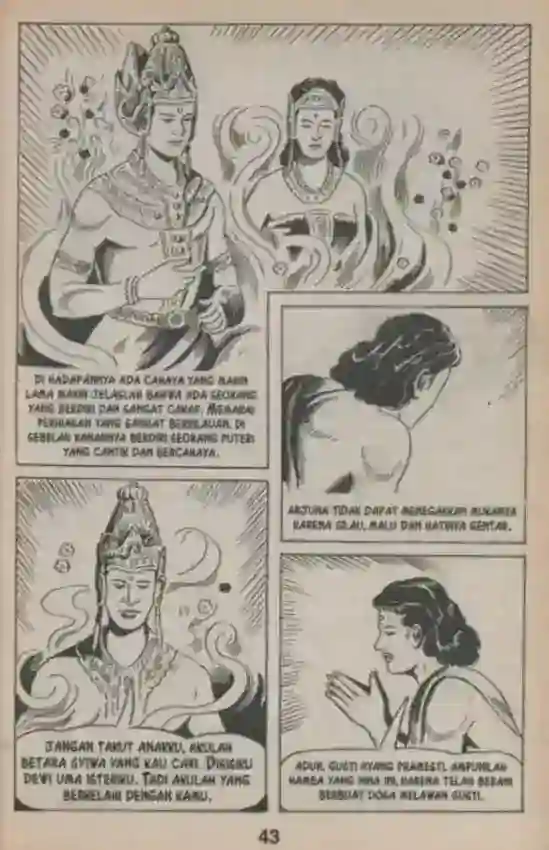 DI HADAPANNYA ADA CAHAYA YANG MAKIN
LAMA MAKIN JELASLAH BAHWA ADA SEORANG
YANG BERDIRI DAN SANGAT CAKAP, MEMAKAI
PERHIASAN YANG SANGAT BERKILAUAN. DI
SEBELAH KANANNYA BERDIRI SEORANG PUTERI
YANG CANTIK DAN BERCAHAYA.
ARJUNA TIDAK DAPAT MENEGAKKAN MUKANYA
KARENA SILAU, MALU DAN HATINYA GENTAR.
JANGAN TAKUT ANAKKU, AKULAH
BETARA SYIWA YANG KAU CARI. DISISIKU
DEWI UMA ISTERIKU. TADI AKULAH YANG
BERKELAHI DENGAN KAMU.
ADUH, GUSTI HYANG PRAMESTI, AMPUNILAH
HAMBA YANG HINA INI, KARENA TELAH BERANI
BERBUAT DOSA MELAWAN GUSTI.
43